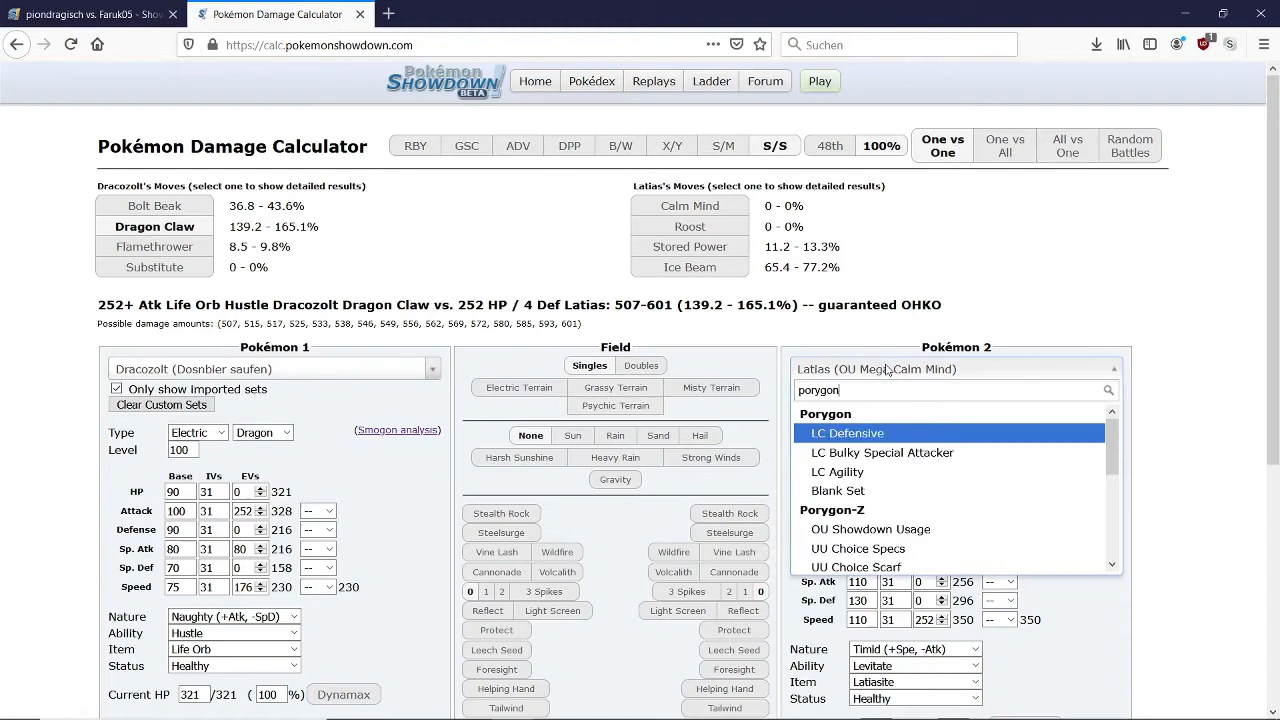 piondragisch vs. Faruk05 - Show
Pokémon Damage Calculator
https://calc.pokemonshowdown.com
Suchen
1
S
Pokémon SHOWDOWN! BETA
Home Pokédex Replays Ladder Forum Play
Pokémon Damage Calculator
RBY GSC ADV DPP B/W X/Y S/M S/S 48th 100%
One vs One
One vs All
All vs One
Random Battles
Dracozolt's Moves (select one to show detailed results)
Bolt Beak 36.8 - 43.6%
Dragon Claw 139.2 - 165.1%
Flamethrower 8.5 - 9.8%
Substitute 0 - 0%
Latias's Moves (select one to show detailed results)
Calm Mind 0 - 0%
Roost 0 - 0%
Stored Power 11.2 - 13.3%
Ice Beam 65.4 - 77.2%
252+ Atk Life Orb Hustle Dracozolt Dragon Claw vs. 252 HP / 4 Def Latias: 507-601 (139.2 - 165.1%) -- guaranteed OHKO
Possible damage amounts: (507, 515, 517, 525, 533, 538, 546, 549, 556, 562, 569, 572, 580, 585, 593, 601)
Pokémon 1
Dracozolt (Dosnbier saufen)
Only show imported sets
Clear Custom Sets
Type Electric Dragon (Smogon analysis)
Level 100
Base IVs EVs
HP 90 31 0 321
Attack 100 31 252 328 --
Defense 90 31 0 216 --
Sp. Atk 80 31 80 216 --
Sp. Def 70 31 0 158 --
Speed 75 31 176 230 -- 230
Nature Naughty (+Atk, -SpD)
Ability Hustle
Item Life Orb
Status Healthy
Current HP 321 /321 ( 100 %) Dynamax
Field
Singles Doubles
Electric Terrain Grassy Terrain Misty Terrain
Psychic Terrain
None Sun Rain Sand Hail
Harsh Sunshine Heavy Rain Strong Winds
Gravity
Stealth Rock Stealth Rock
Steelsurge Steelsurge
Vine Lash Wildfire Wildfire Vine Lash
Cannonade Volcalith Volcalith Cannonade
0 1 2 3 Spikes 3 Spikes 2 1 0
Reflect Light Screen Light Screen Reflect
Protect Protect
Leech Seed Leech Seed
Foresight Foresight
Helping Hand Helping Hand
Tailwind Tailwind
Pokémon 2
Latias (OU Mega Calm Mind)
porygon
Porygon
LC Defensive
LC Bulky Special Attacker
LC Agility
Blank Set
Porygon-Z
OU Showdown Usage
UU Choice Specs
UU Choice Scarf
Sp. Atk 110 31 0 256 --
Sp. Def 130 31 0 296 --
Speed 110 31 252 350 -- 350
Nature Timid (+Spe, -Atk)
Ability Levitate
Item Latiasite
Status Healthy